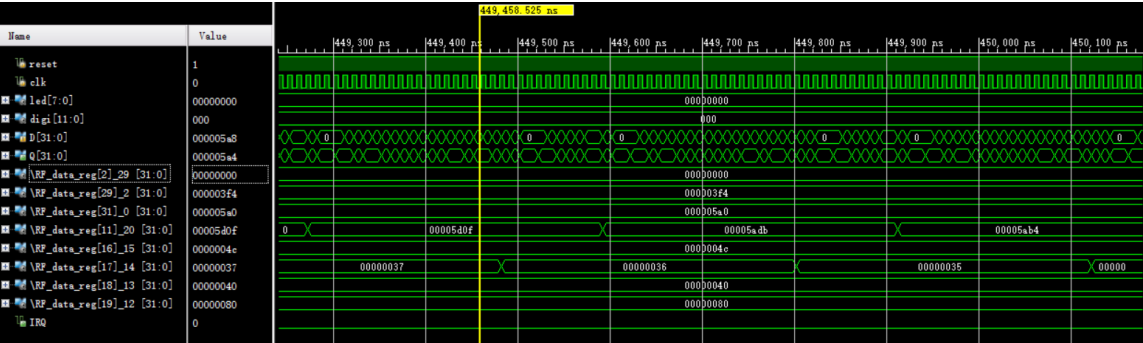 449,458.525 ns
Name Value
449,300 ns 449,400 ns 449,500 ns 449,600 ns 449,700 ns 449,800 ns 449,900 ns 450,000 ns 450,100 ns
reset 1
clk 0
led[7:0] 00000000 00000000
digi[11:0] 000 000
D[31:0] 000005a8 0 0 0 0 0 0
Q[31:0] 000005a4
\RF_data_reg[2]_29 [31:0] 00000000 00000000
\RF_data_reg[29]_2 [31:0] 000003f4 000003f4
\RF_data_reg[31]_0 [31:0] 000005a0 000005a0
\RF_data_reg[11]_20 [31:0] 00005d0f 0 00005d0f 00005adb 00005ab4
\RF_data_reg[16]_15 [31:0] 0000004c 0000004c
\RF_data_reg[17]_14 [31:0] 00000037 00000037 00000036 00000035 00000
\RF_data_reg[18]_13 [31:0] 00000040 00000040
\RF_data_reg[19]_12 [31:0] 00000080 00000080
IRQ 0